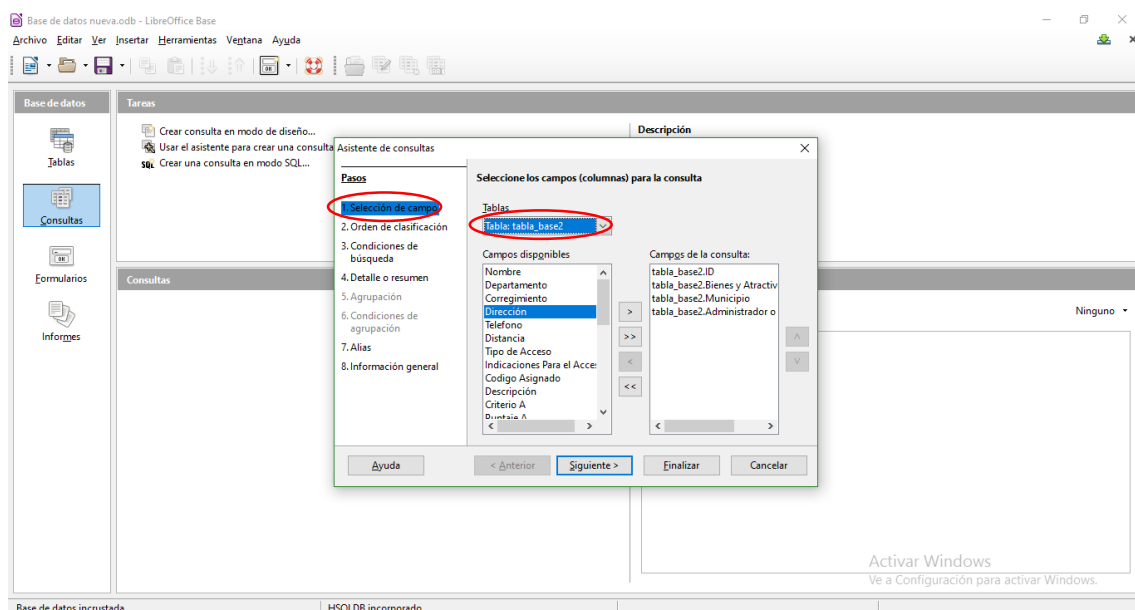 Base de datos nueva.odb - LibreOffice Base
Archivo Editar Ver Insertar Herramientas Ventana Ayuda
Base de datos
Tareas
Tablas
Consultas
Formularios
Informes
Crear consulta en modo de diseño...
Usar el asistente para crear una consulta
SQL Crear una consulta en modo SQL...
Descripción
Consultas
Ninguno
Asistente de consultas
Pasos
1. Selección de campo
2. Orden de clasificación
3. Condiciones de
búsqueda
4. Detalle o resumen
5. Agrupación
6. Condiciones de
agrupación
7. Alias
8. Información general
Seleccione los campos (columnas) para la consulta
Tablas
Tabla: tabla_base2
Campos disponibles
Nombre
Departamento
Corregimiento
Dirección
Telefono
Distancia
Tipo de Acceso
Indicaciones Para el Acce
Codigo Asignado
Descripción
Criterio A
Puntaje A
>
>>
<
<<
Campos de la consulta:
tabla_base2.ID
tabla_base2.Bienes y Atractiv
tabla_base2.Municipio
tabla_base2.Administrador o
Ayuda
< Anterior
Siguiente >
Finalizar
Cancelar
Activar Windows
Ve a Configuración para activar Windows.
Base de datos incrustada
HSQLDB incorporado